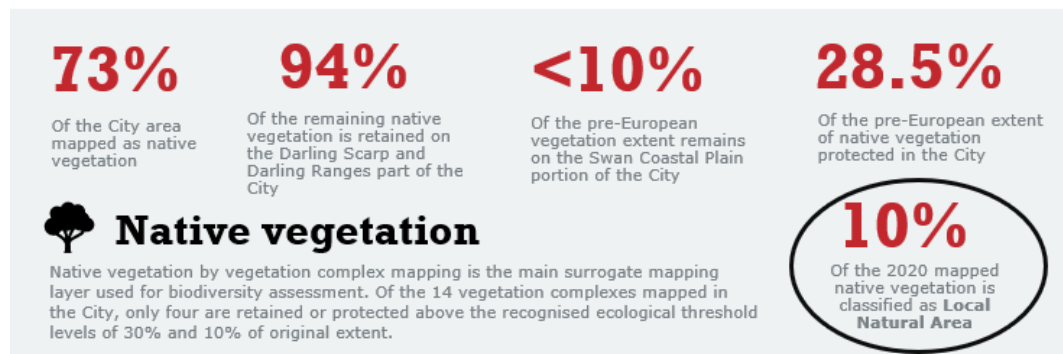 73%
Of the City area
mapped as native
vegetation
94%
Of the remaining native
vegetation is retained on
the Darling Scarp and
Darling Ranges part of the
City
<10%
Of the pre-European
vegetation extent remains
on the Swan Coastal Plain
portion of the City
28.5%
Of the pre-European extent
of native vegetation
protected in the City
Native vegetation
Native vegetation by vegetation complex mapping is the main surrogate mapping
layer used for biodiversity assessment. Of the 14 vegetation complexes mapped in
the City, only four are retained or protected above the recognised ecological threshold
levels of 30% and 10% of original extent.
10%
Of the 2020 mapped
native vegetation is
classified as Local
Natural Area